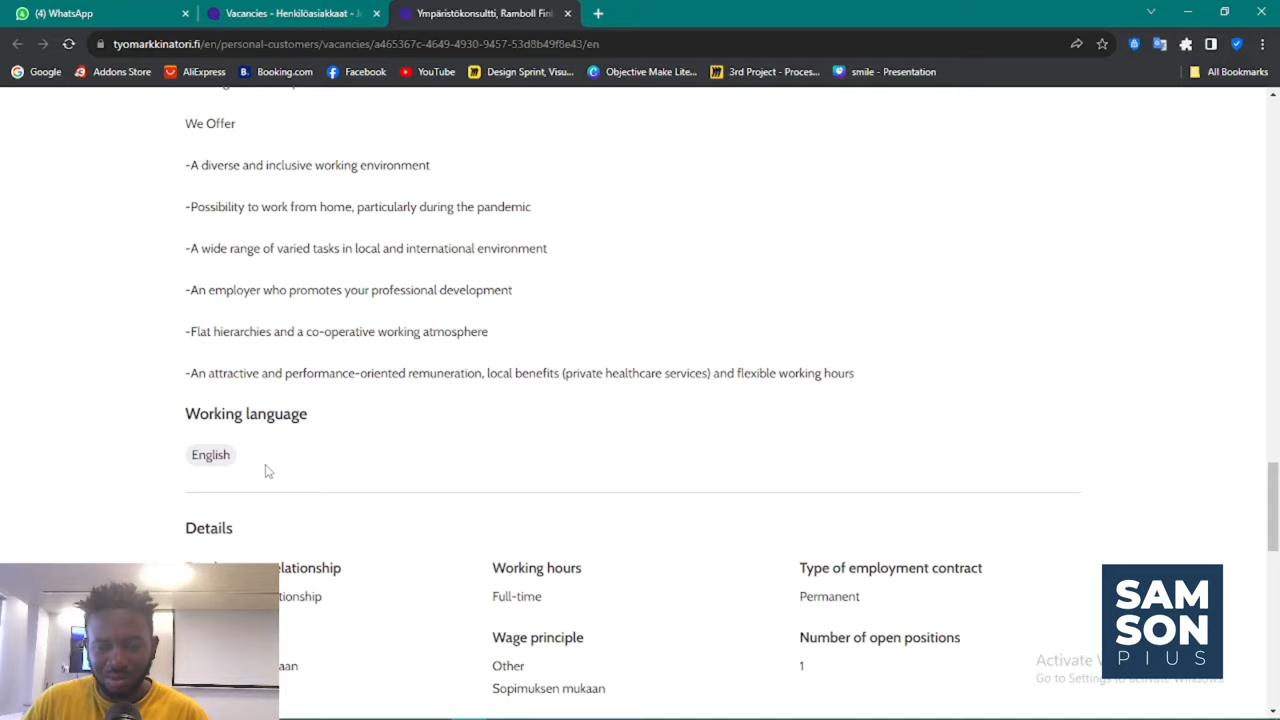 (4) WhatsApp
Vacancies - Henkilöasiakkaat - J
Ympäristökonsultti, Ramboll Finl
tyomarkkinatori.fi/en/personal-customers/vacancies/a465367c-4649-4930-9457-53d8b49f8e43/en
Google
Addons Store
AliExpress
Booking.com
Facebook
YouTube
Design Sprint, Visu...
Objective Make Lite...
3rd Project - Proces...
smile - Presentation
All Bookmarks
We Offer
-A diverse and inclusive working environment
-Possibility to work from home, particularly during the pandemic
-A wide range of varied tasks in local and international environment
-An employer who promotes your professional development
-Flat hierarchies and a co-operative working atmosphere
-An attractive and performance-oriented remuneration, local benefits (private healthcare services) and flexible working hours
Working language
English
Details
elationship
tionship
Working hours
Full-time
Type of employment contract
Permanent
aan
Wage principle
Other
Sopimuksen mukaan
Number of open positions
1
SAM
SON
PIUS
Activate
Go to Settings to activate Windows.